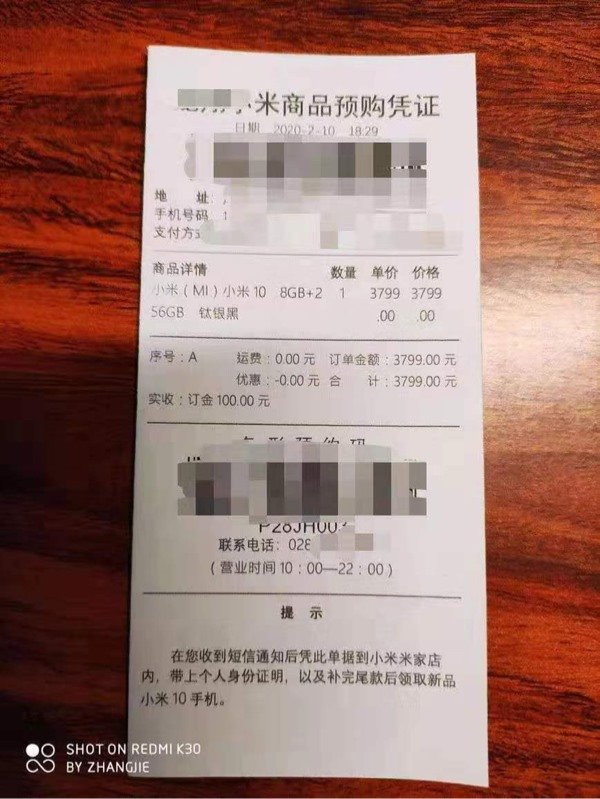 小米商品预购凭证
日期 2020-2-10 18:29
地 址：
手机号码：1
支付方式
商品详情 数量 单价 价格
小米（MI）小米10 8GB+2 1 3799 3799
56GB 钛银黑 .00 .00
序号：A 运费：0.00 元 订单金额：3799.00 元
优惠：-0.00 元 合 计：3799.00 元
实收：订金 100.00 元
P28JH00
联系电话：028
（营业时间 10：00—22：00）
提 示
在您收到短信通知后凭此单据到小米米家店
内，带上个人身份证明，以及补完尾款后领取新品
小米 10 手机。
SHOT ON REDMI K30
BY ZHANGJIE